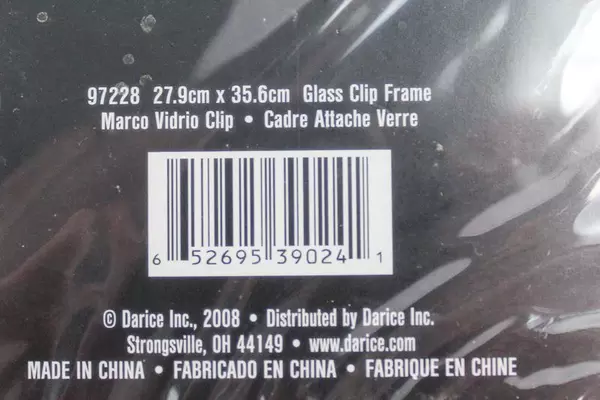 97228 27.9cm x 35.6cm Glass Clip Frame
Marco Vidrio Clip • Cadre Attache Verre
6 52695 39024 1
© Darice Inc., 2008 • Distributed by Darice Inc.
Strongsville, OH 44149 • www.darice.com
MADE IN CHINA • FABRICADO EN CHINA • FABRIQUE EN CHINE